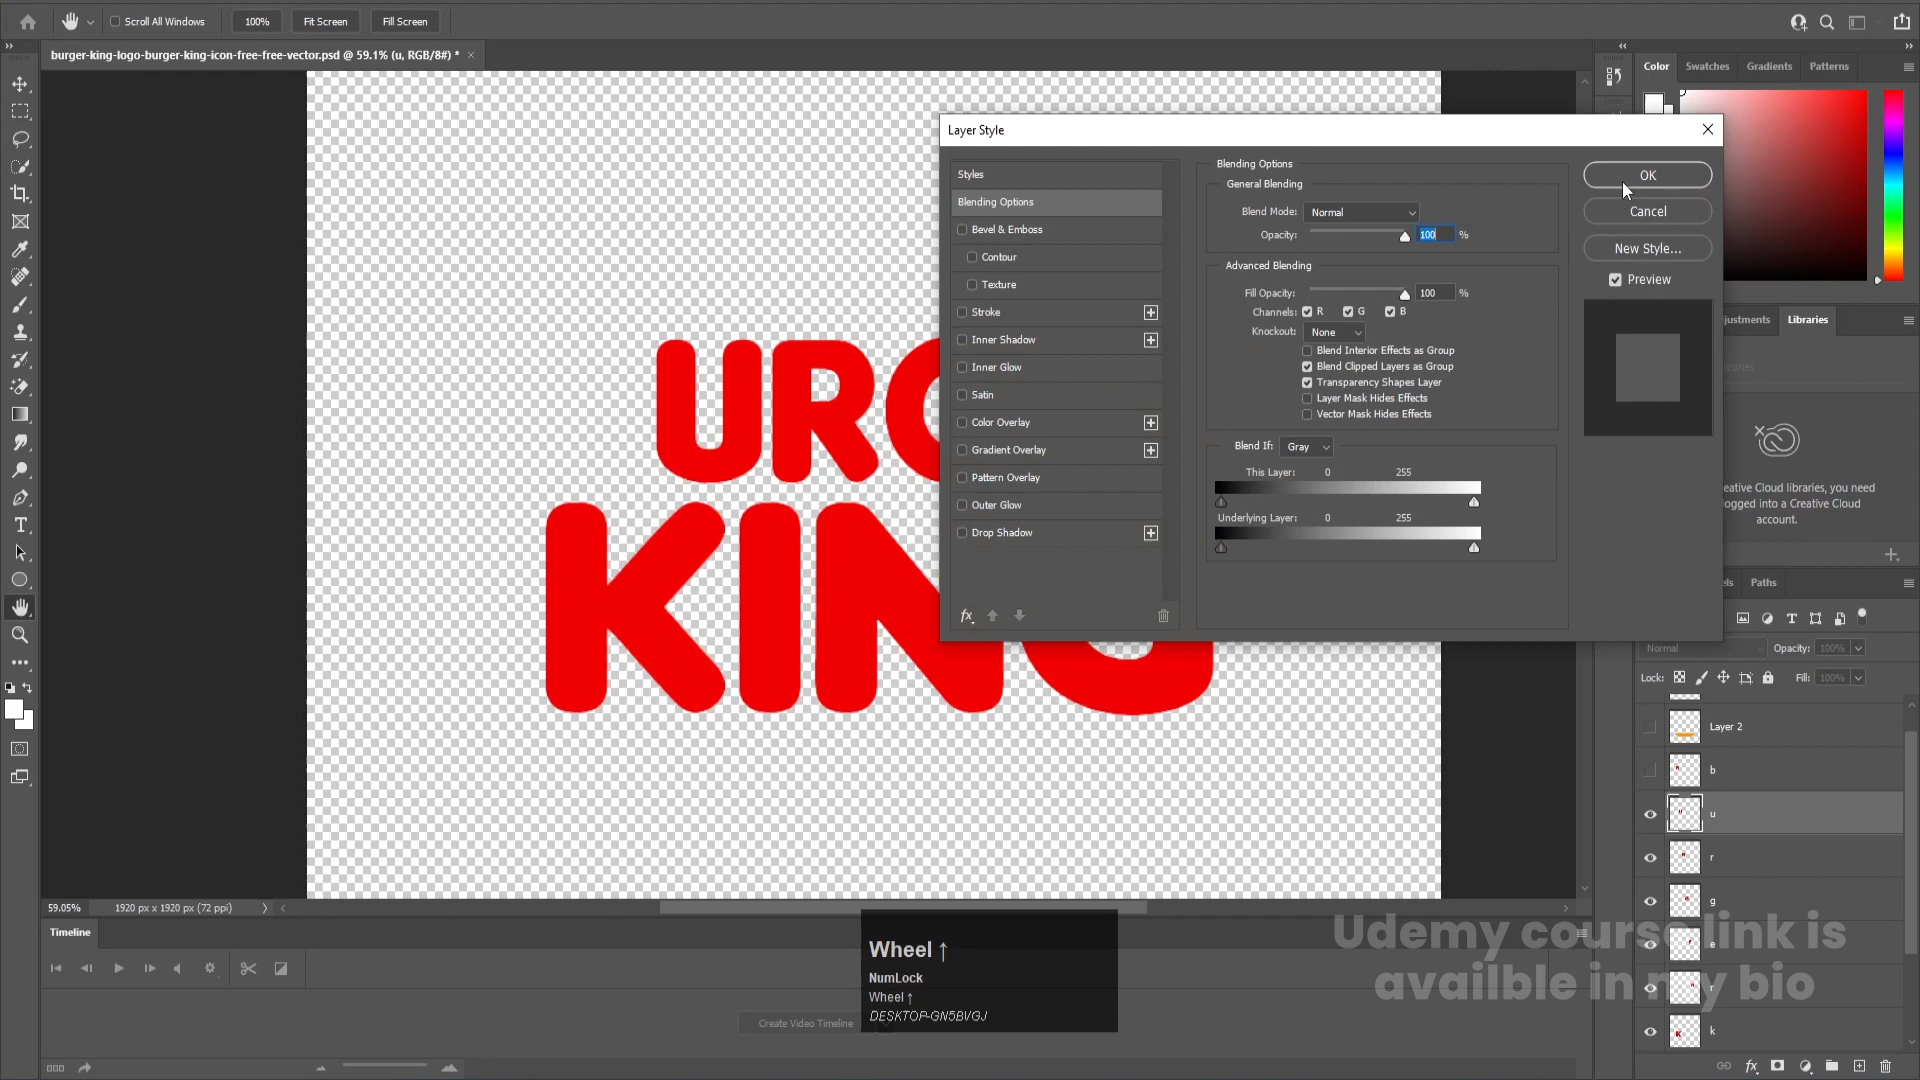 Scroll All Windows
100%
Fit Screen
Fill Screen
burger-king-logo-burger-king-icon-free-free-vector.psd @ 59.1% (u, RGB/8#) *
Color
Swatches
Gradients
Patterns
Layer Style
Styles
Blending Options
Bevel & Emboss
Contour
Texture
Stroke
Inner Shadow
Inner Glow
Satin
Color Overlay
Gradient Overlay
Pattern Overlay
Outer Glow
Drop Shadow
fx
Blending Options
General Blending
Blend Mode: Normal
Opacity: 100 %
Advanced Blending
Fill Opacity: 100 %
Channels: R G B
Knockout: None
Blend Interior Effects as Group
Blend Clipped Layers as Group
Transparency Shapes Layer
Layer Mask Hides Effects
Vector Mask Hides Effects
Blend If: Gray
This Layer: 0 255
Underlying Layer: 0 255
OK
Cancel
New Style...
Preview
justments
Libraries
eative Cloud libraries, you need
logged into a Creative Cloud
account.
els
Paths
Normal
Opacity: 100%
Lock:
Fill: 100%
Layer 2
b
u
r
g
e
r
k
fx
UR
KING
59.05%
1920 px x 1920 px (72 ppi)
Timeline
Create Video Timeline
Wheel ↑
NumLock
Wheel ↑
DESKTOP-GN5BVGJ
Udemy course link is
availble in my bio